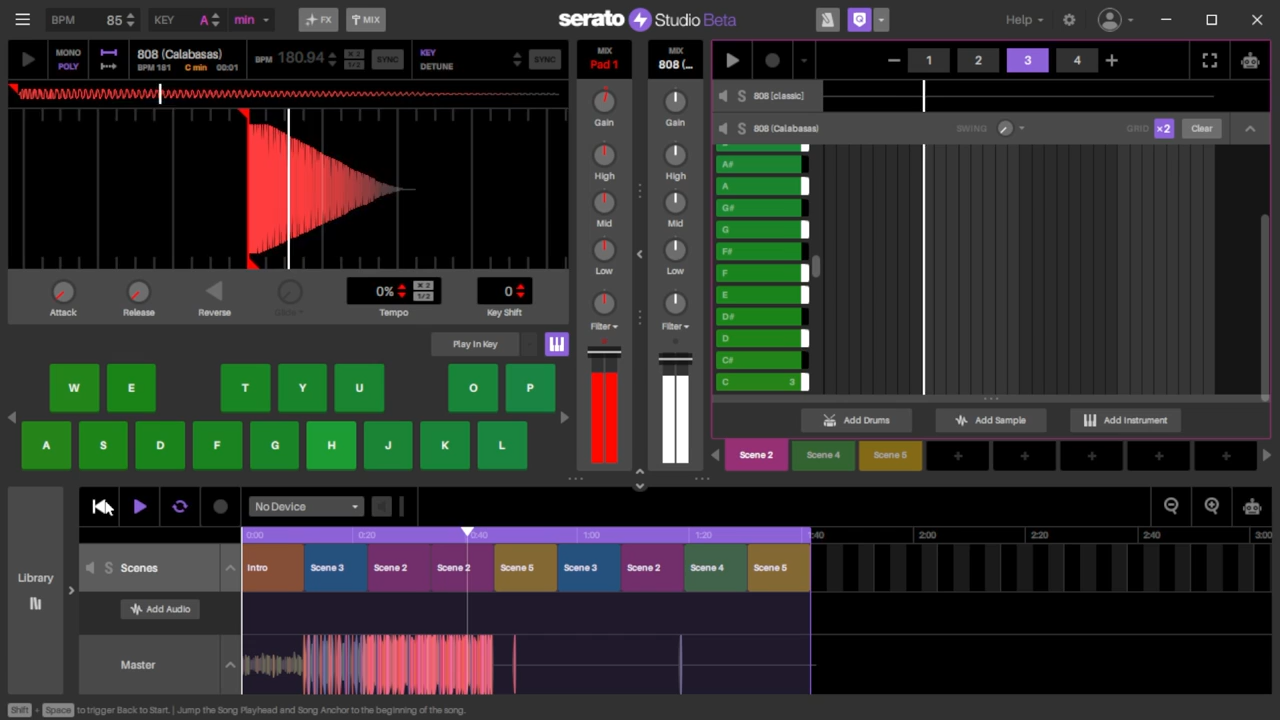 BPM 85 KEY A min FX MIX serato Studio Beta Help
MONO
POLY
808 (Calabasas)
BPM 181 C min 00:01
BPM 180.94 x 2 1/2 SYNC
KEY
DETUNE
SYNC
MIX
Pad 1
MIX
808 (...
1 2 3 4
S 808 [classic]
S 808 (Calabasas) SWING GRID x2 Clear
Gain Gain
High High
Mid Mid
Low Low
Filter Filter
A#
A
G#
G
F#
F
E
D#
D
C#
C 3
Attack Release Reverse
0% x 2 1/2 Tempo
0 Key Shift
Play In Key
W E T Y U O P
A S D F G H J K L
Add Drums Add Sample Add Instrument
Scene 2 Scene 4 Scene 5 + + + + +
Library
No Device
0:00 0:20 0:40 1:00 1:20 1:40 2:00 2:20 2:40 3:00
S Scenes
Intro Scene 3 Scene 2 Scene 2 Scene 5 Scene 3 Scene 2 Scene 4 Scene 5
Add Audio
Master
Shift + Space to trigger Back to Start. | Jump the Song Playhead and Song Anchor to the beginning of the song.